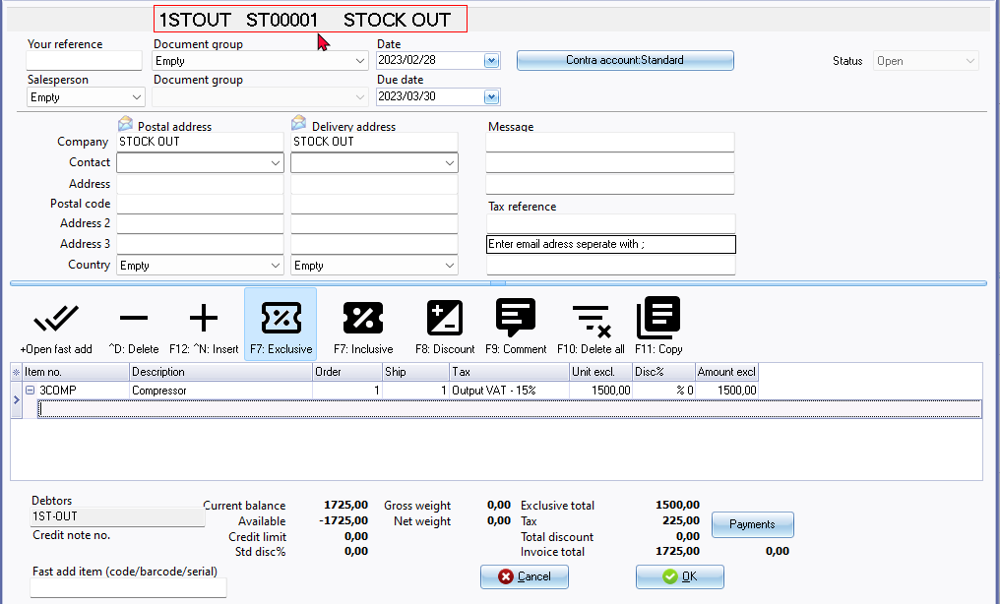 1STOUT ST00001 STOCK OUT
Your reference Document group Date
Empty 2023/02/28 Contra account:Standard Status Open
Salesperson Document group Due date
Empty 2023/03/30
Postal address Delivery address Message
Company STOCK OUT STOCK OUT
Contact
Address
Postal code Tax reference
Address 2
Address 3 Enter email adress seperate with ;
Country Empty Empty
+Open fast add ^D: Delete F12: ^N: Insert F7: Exclusive F7: Inclusive F8: Discount F9: Comment F10: Delete all F11: Copy
Item no. Description Order Ship Tax Unit excl. Disc% Amount excl
3COMP Compressor 1 1 Output VAT - 15% 1500,00 % 0 1500,00
Debtors
1ST-OUT
Credit note no.
Current balance 1725,00 Gross weight 0,00 Exclusive total 1500,00
Available -1725,00 Net weight 0,00 Tax 225,00 Payments
Credit limit 0,00 Total discount 0,00
Std disc% 0,00 Invoice total 1725,00 0,00
Fast add item (code/barcode/serial)
Cancel OK